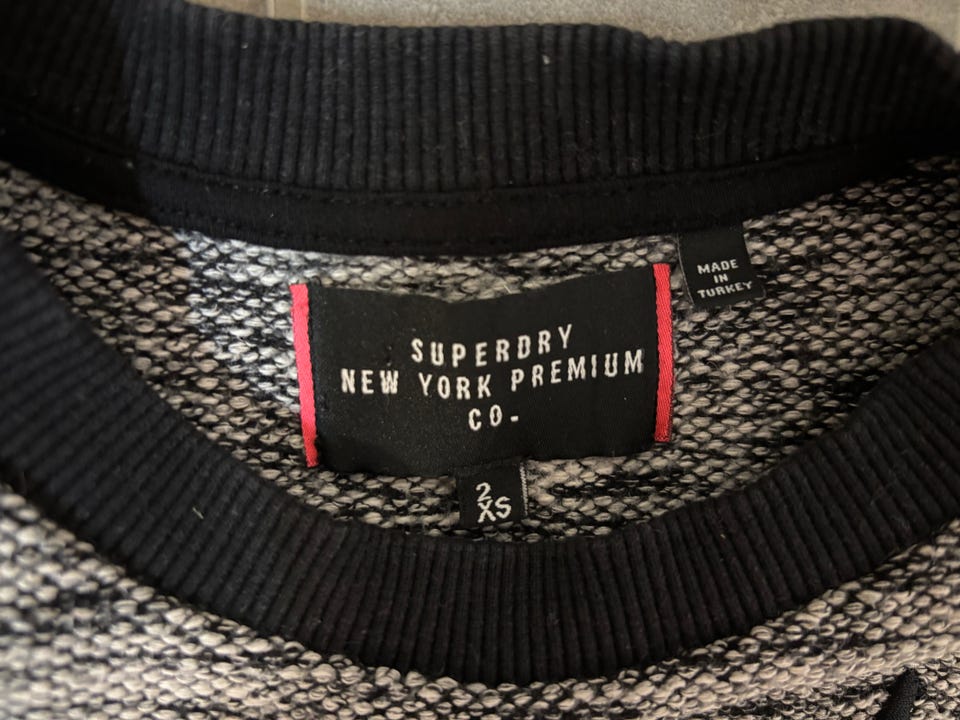 SUPERDRY
NEW YORK PREMIUM
CO-
2
XS
MADE
IN
TURKEY